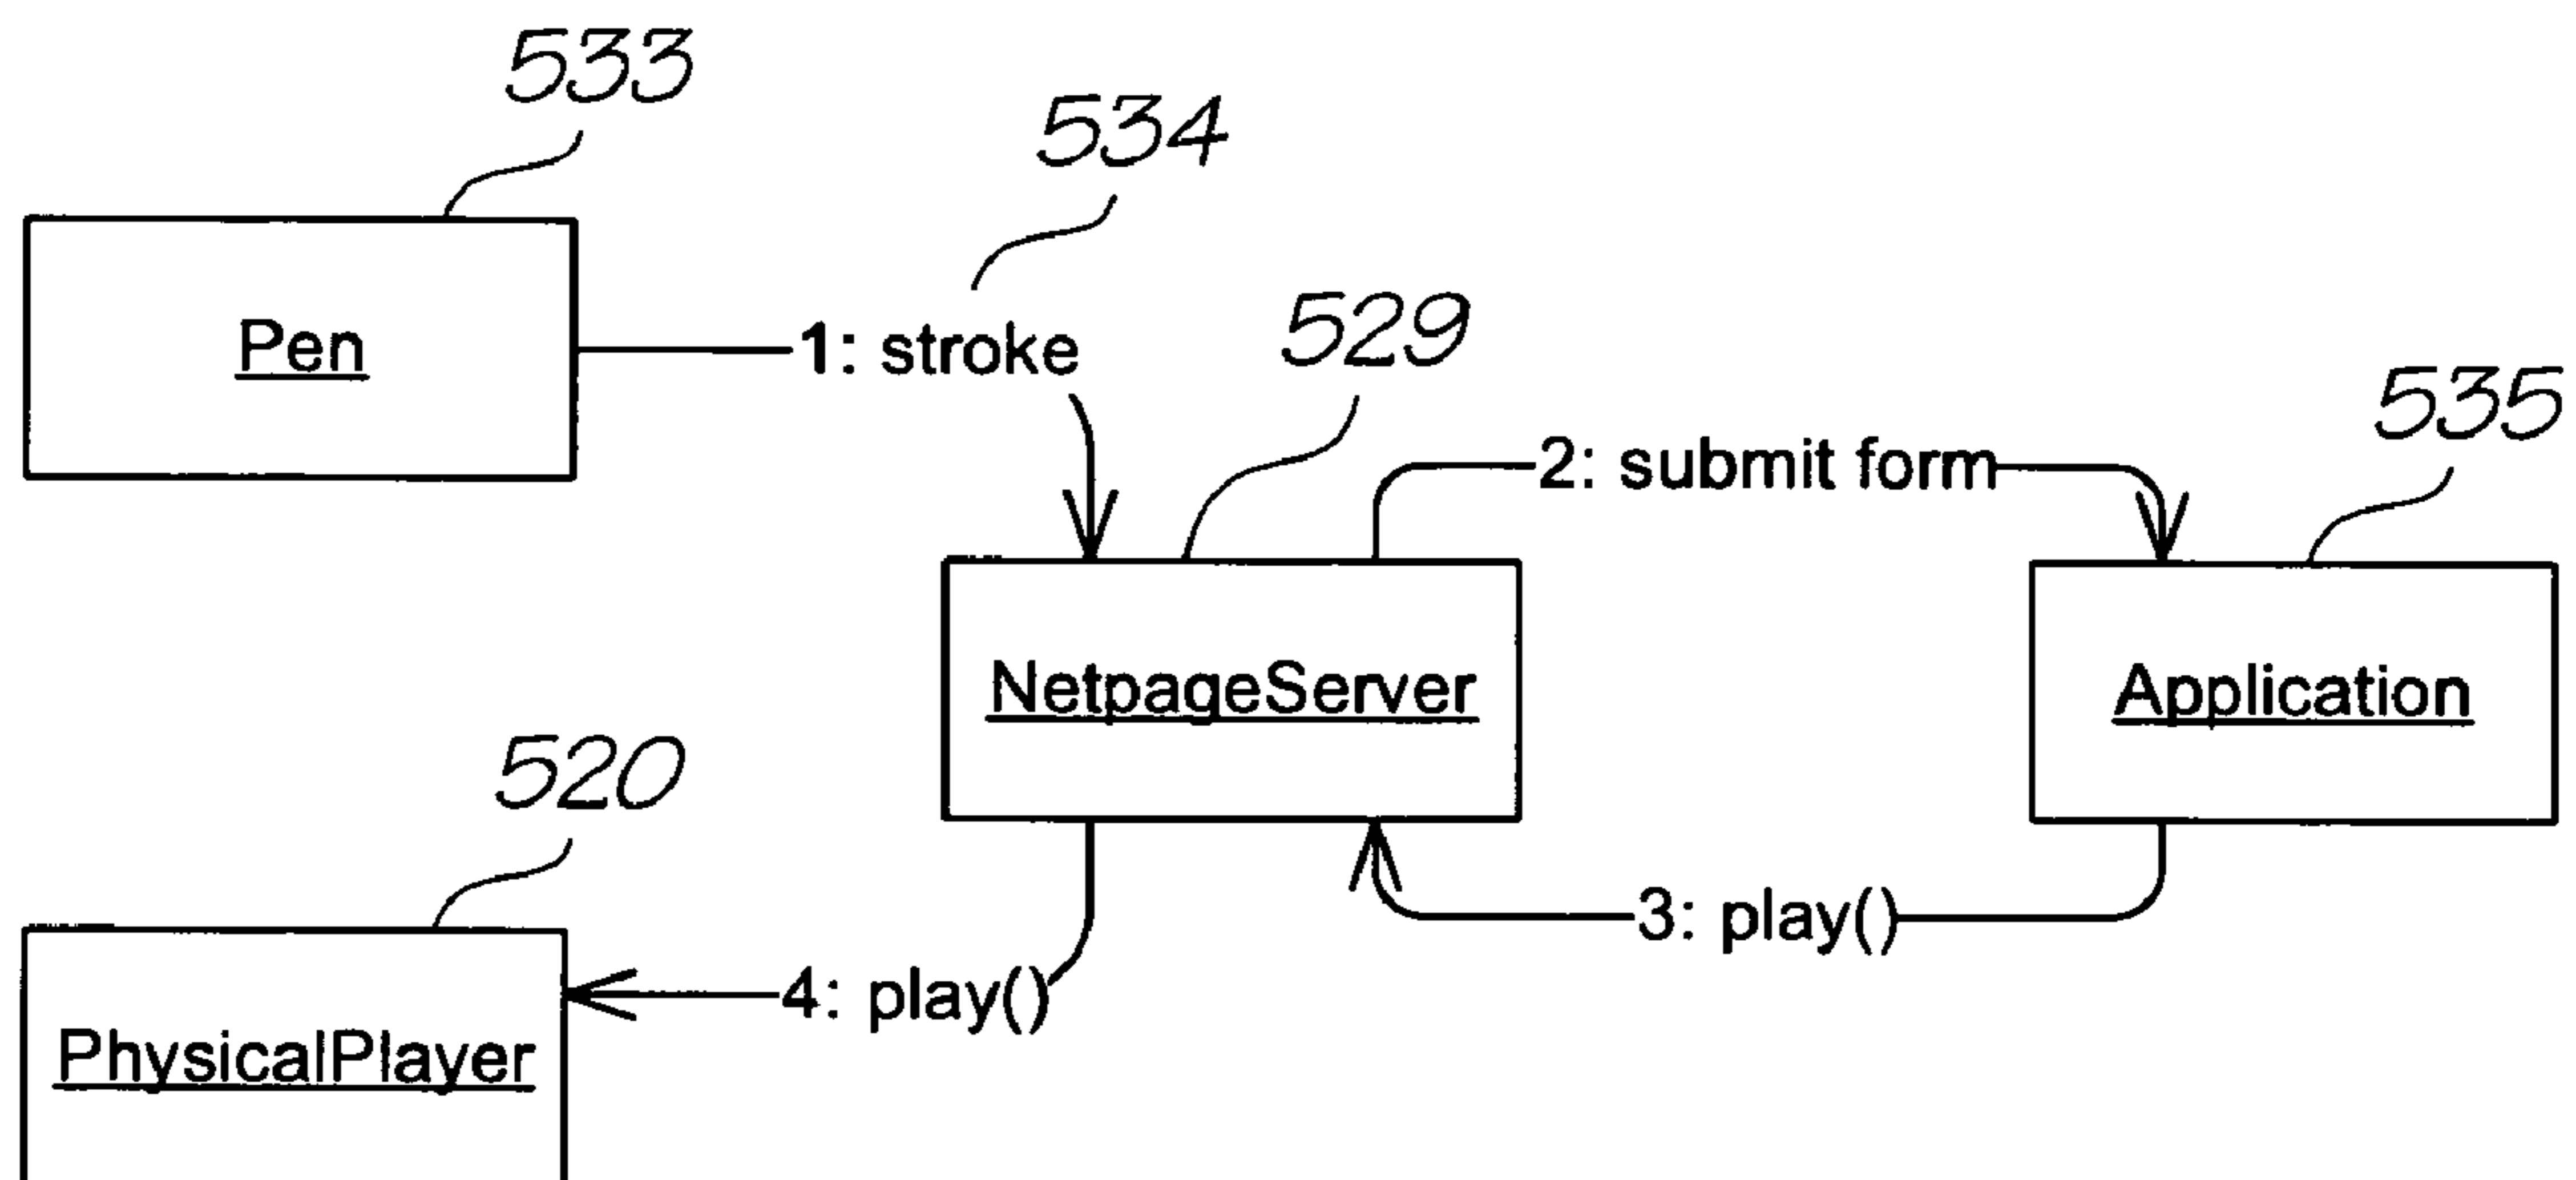 533
534
Pen
1: stroke
529
535
2: submit form
NetpageServer
Application
520
3: play()
4: play()
PhysicalPlayer